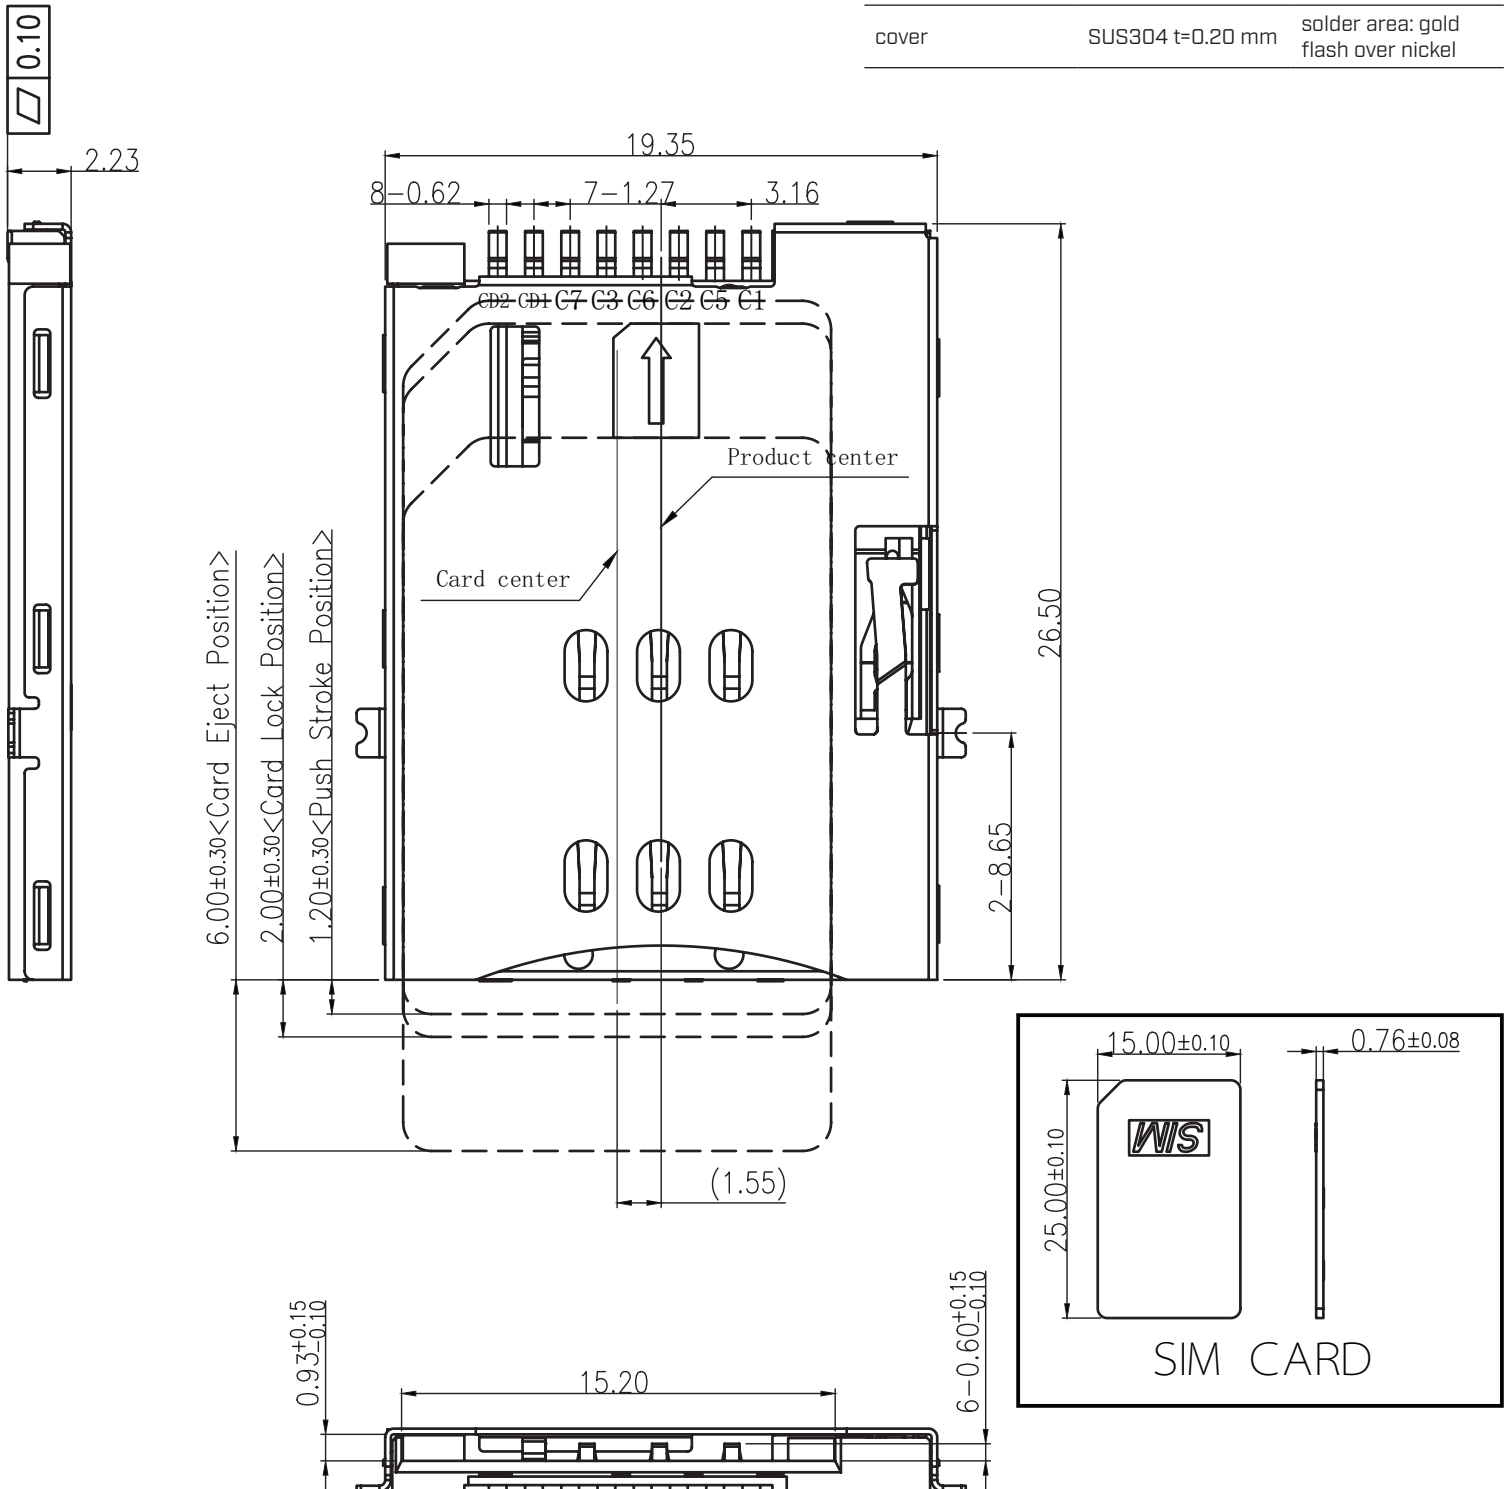 cover SUS304 t=0.20 mm solder area: gold
flash over nickel
0.10
2.23
19.35
8-0.62 7-1.27 3.16
CD2 CD1 C7 C3 C6 C2 C5 C1
Product center
Card center
6.00±0.30<Card Eject Position>
2.00±0.30<Card Lock Position>
1.20±0.30<Push Stroke Position>
26.50
2-8.65
(1.55)
15.00±0.10
0.76±0.08
25.00±0.10
SIM
SIM CARD
0.93+0.15
-0.10
15.20
6-0.60+0.15
-0.10